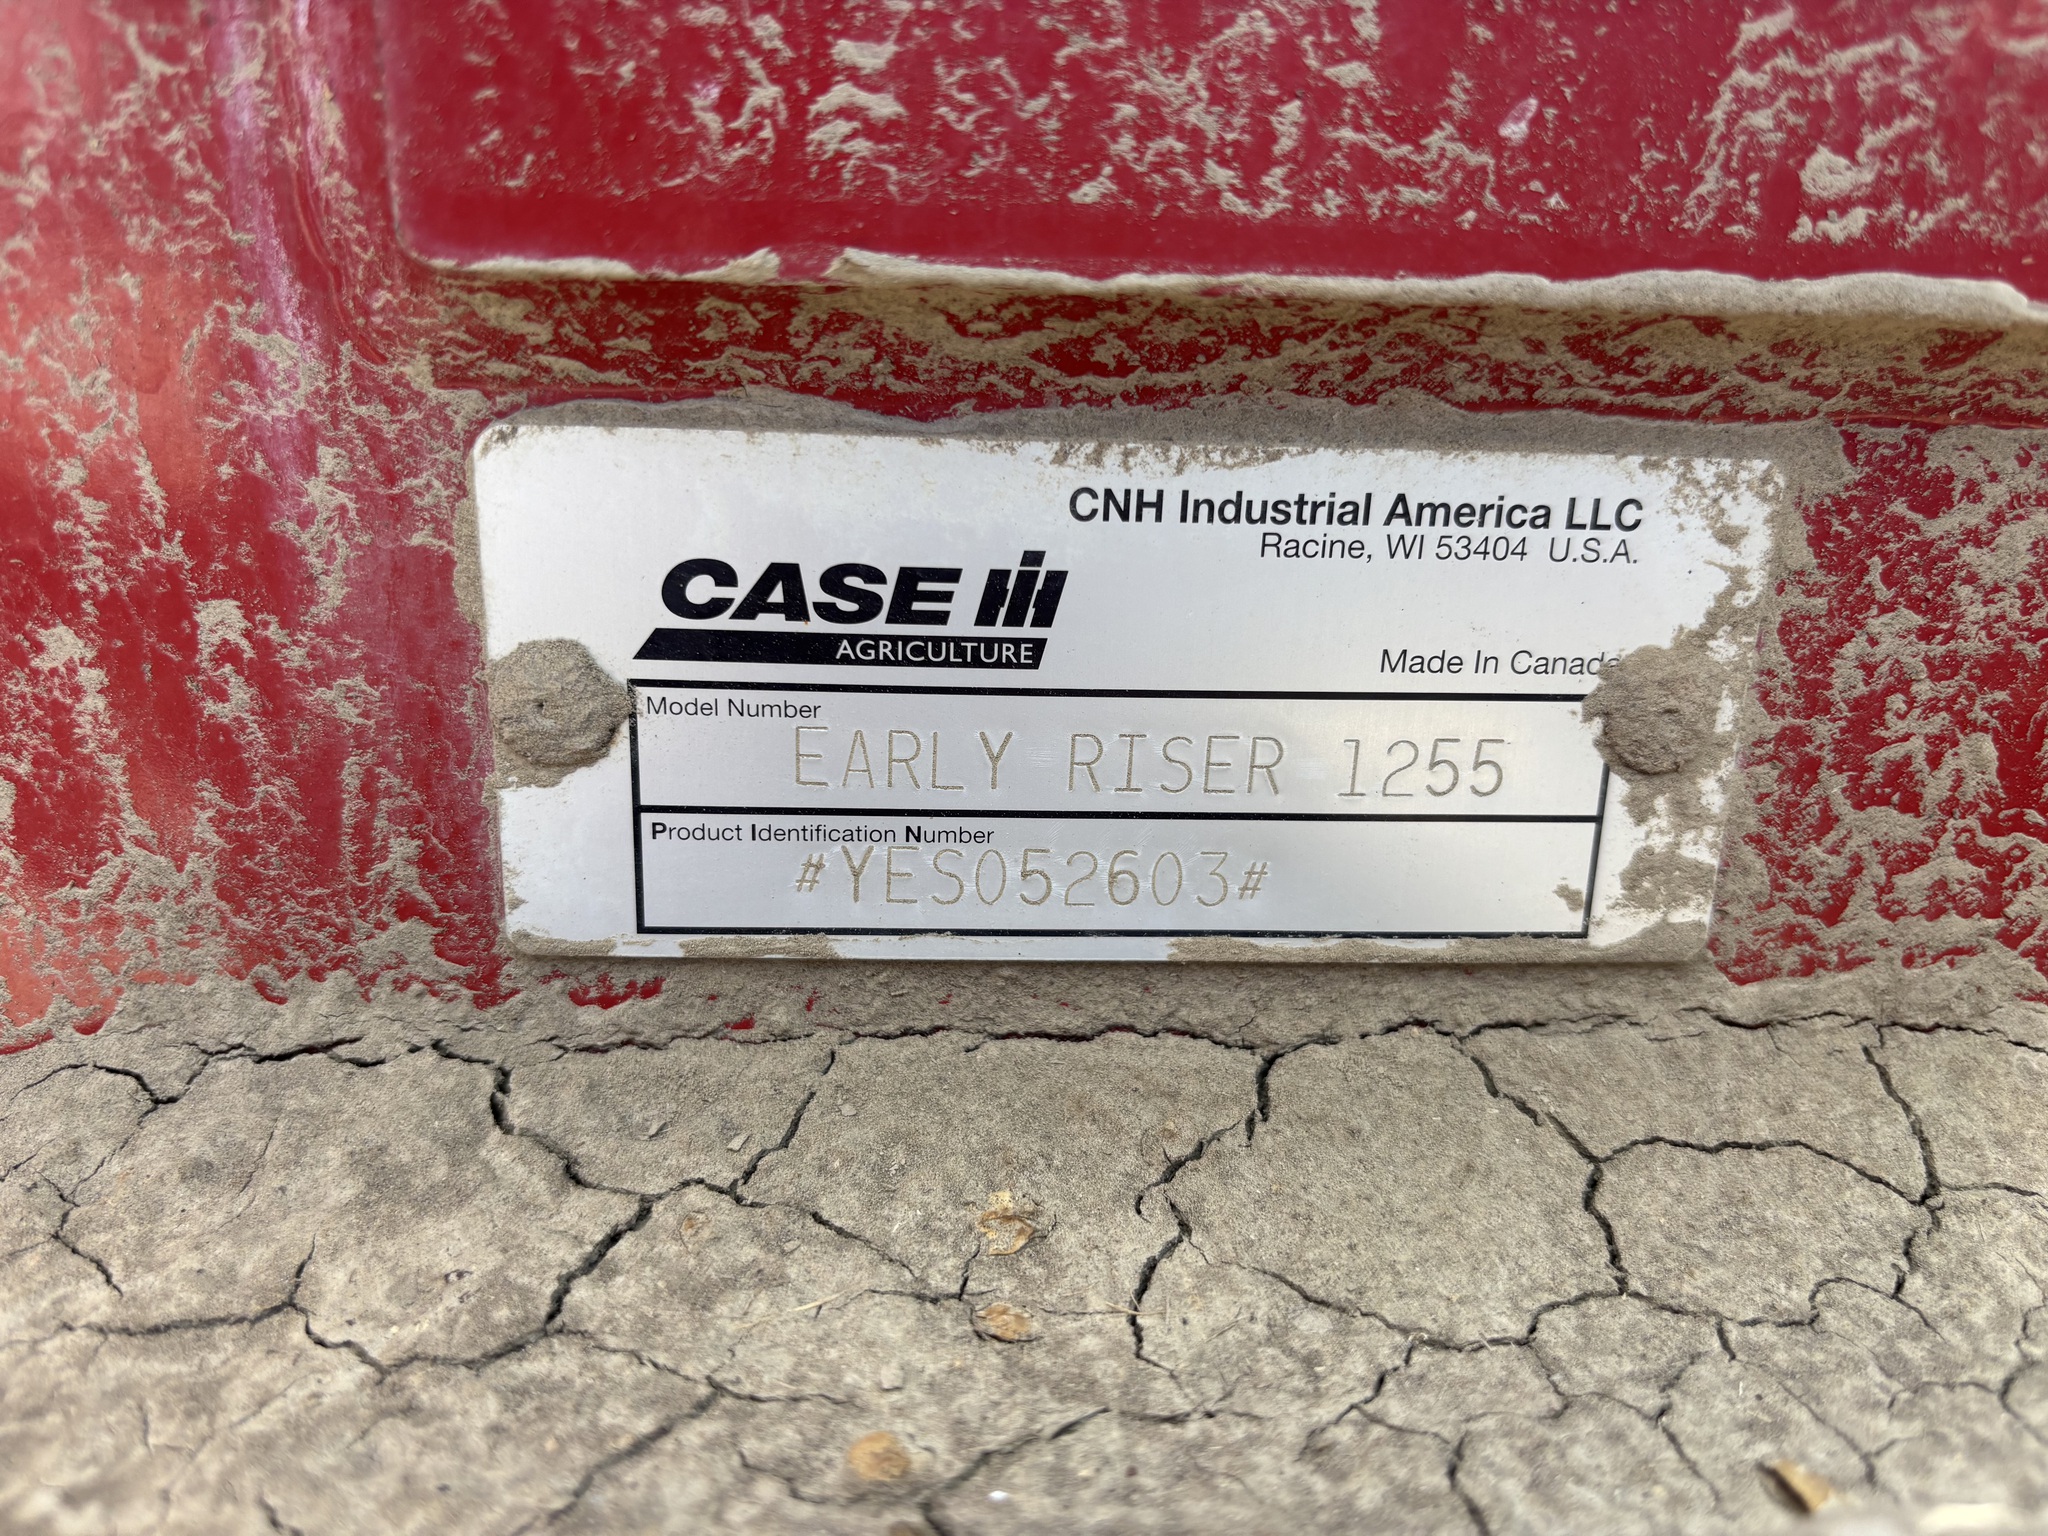 CNH Industrial America LLC
Racine, WI 53404 U.S.A.
CASE IH
AGRICULTURE
Made In Canada
Model Number
EARLY RISER 1255
Product Identification Number
#YES052603#